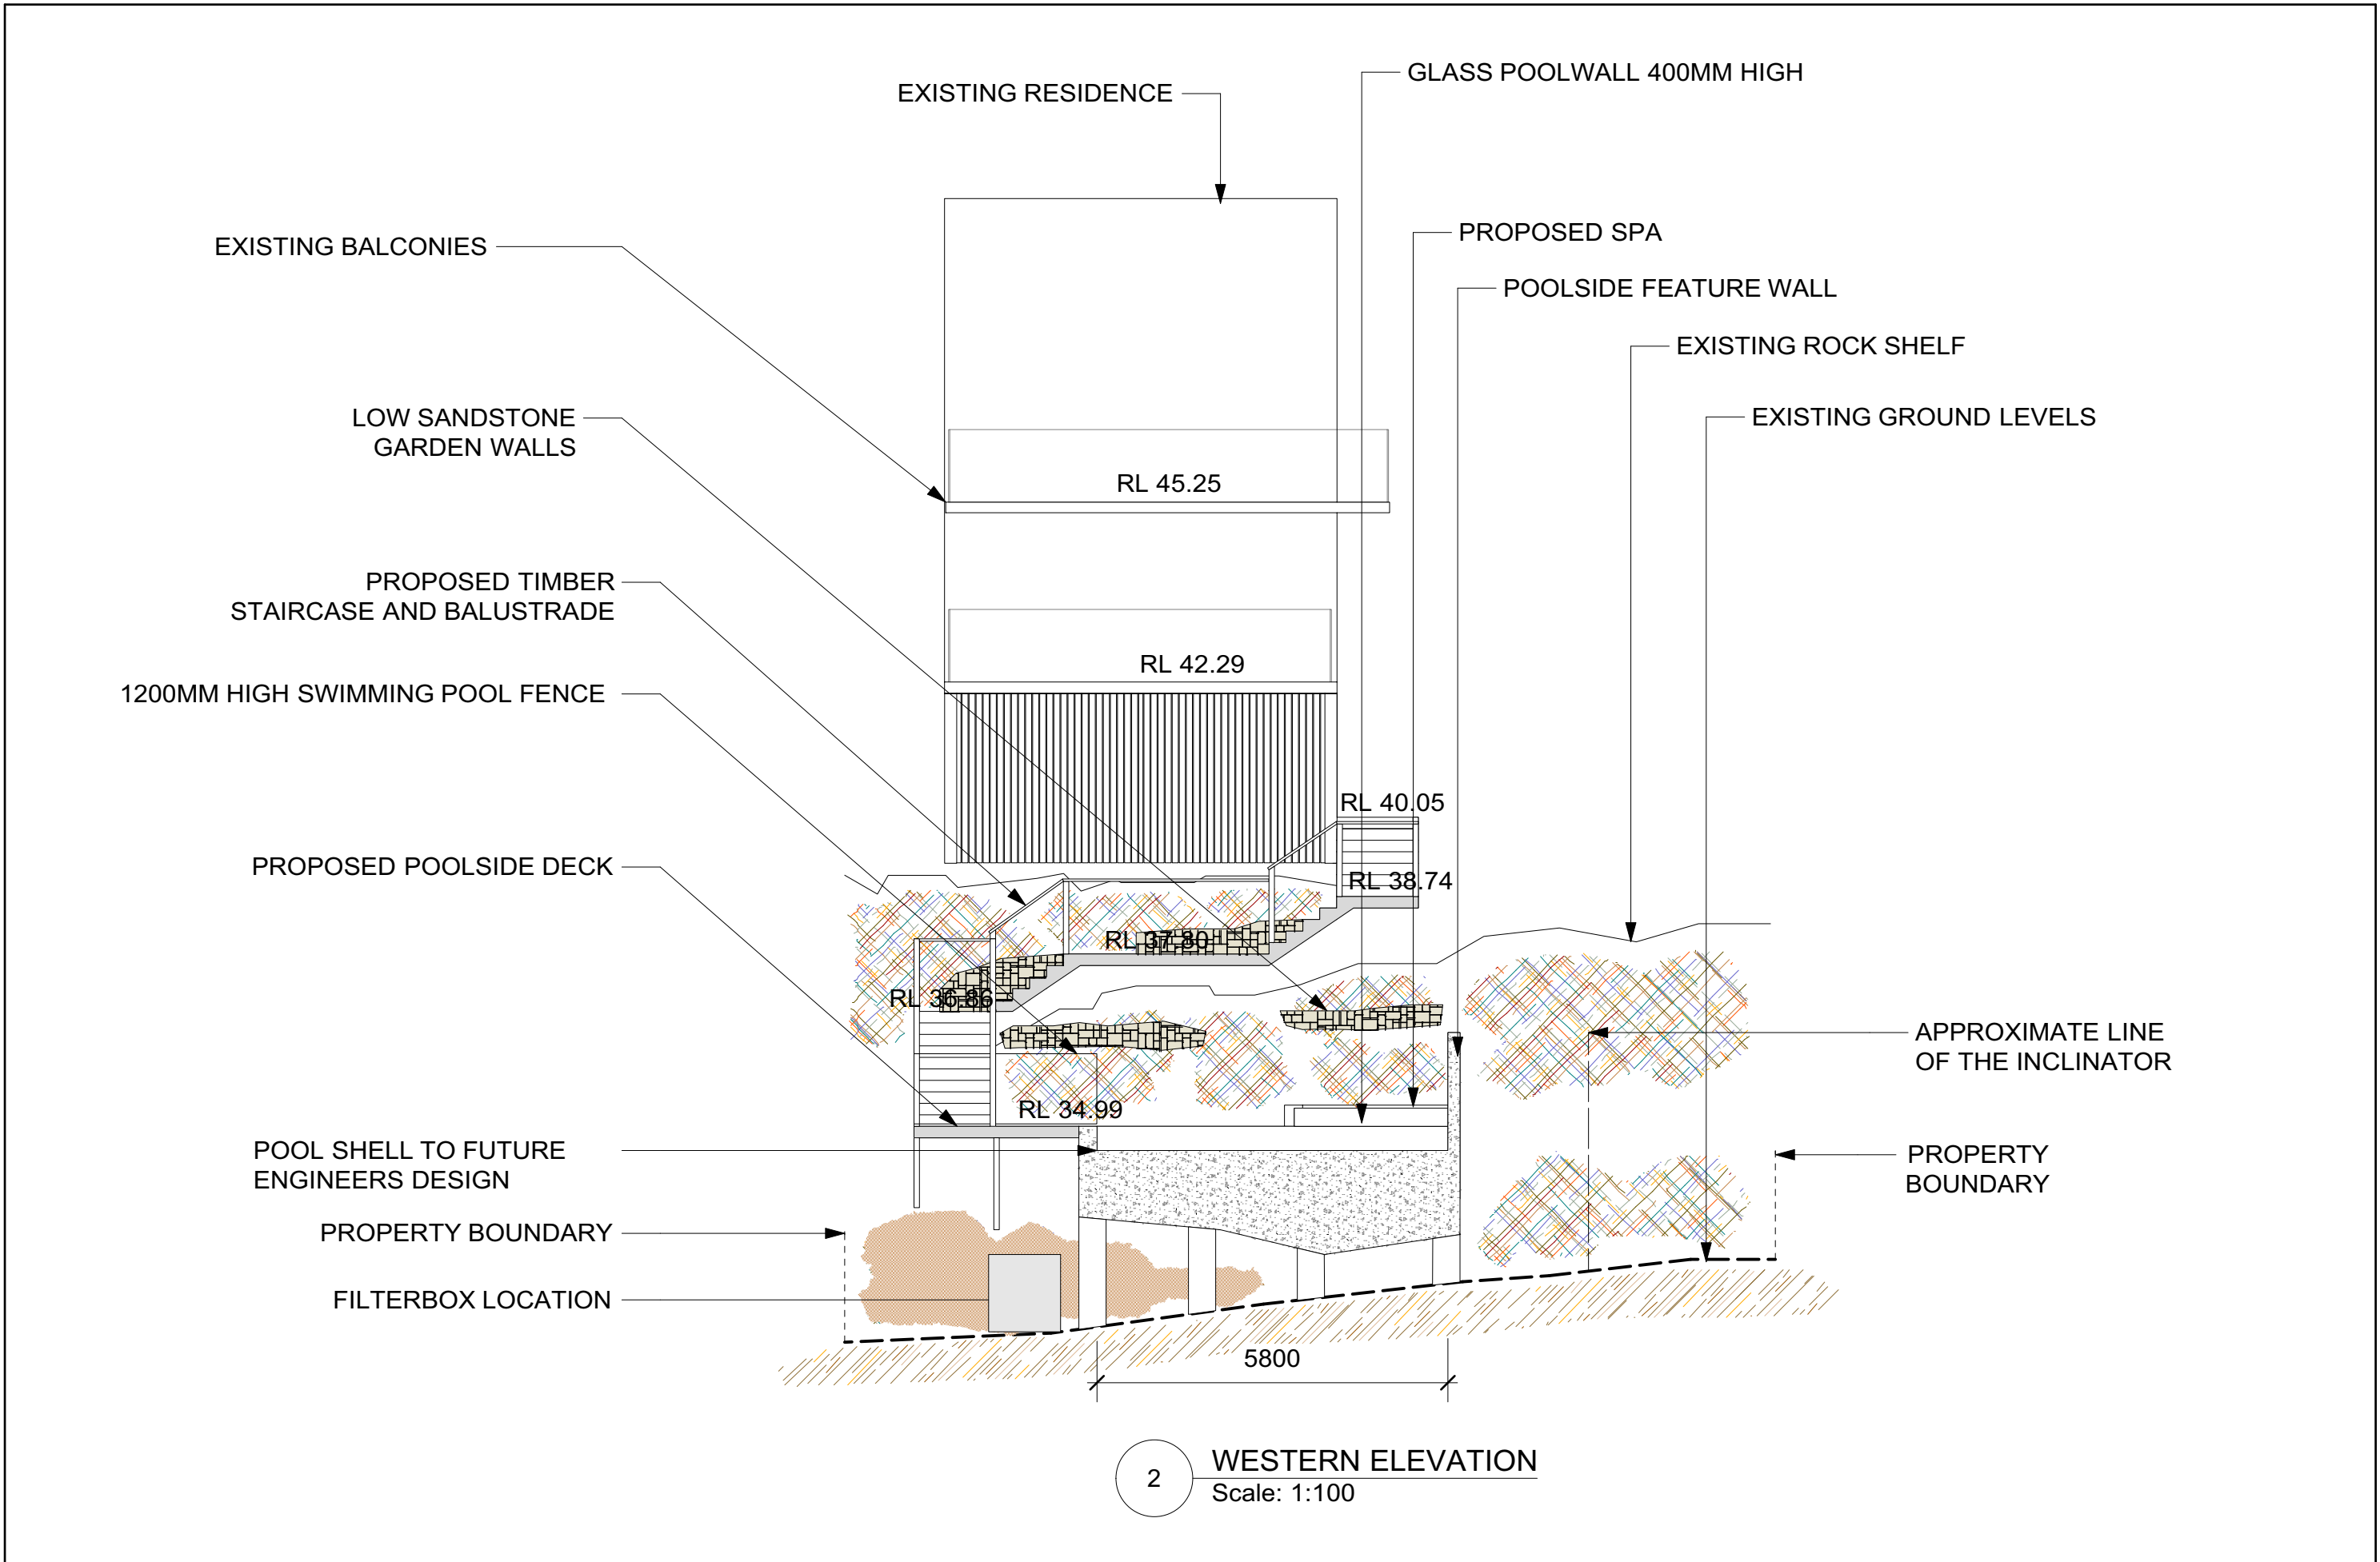 GLASS POOLWALL 400MM HIGH
EXISTING RESIDENCE
PROPOSED SPA
EXISTING BALCONIES
POOLSIDE FEATURE WALL
EXISTING ROCK SHELF
LOW SANDSTONE
GARDEN WALLS
EXISTING GROUND LEVELS
RL 45.25
PROPOSED TIMBER
STAIRCASE AND BALUSTRADE
RL 42.29
1200MM HIGH SWIMMING POOL FENCE
RL 40.05
PROPOSED POOLSIDE DECK
RL 38.74
RL 37.80
RL 36.86
APPROXIMATE LINE
OF THE INCLINATOR
RL 34.99
POOL SHELL TO FUTURE
ENGINEERS DESIGN
PROPERTY
BOUNDARY
PROPERTY BOUNDARY
FILTERBOX LOCATION
5800
2
WESTERN ELEVATION
Scale: 1:100